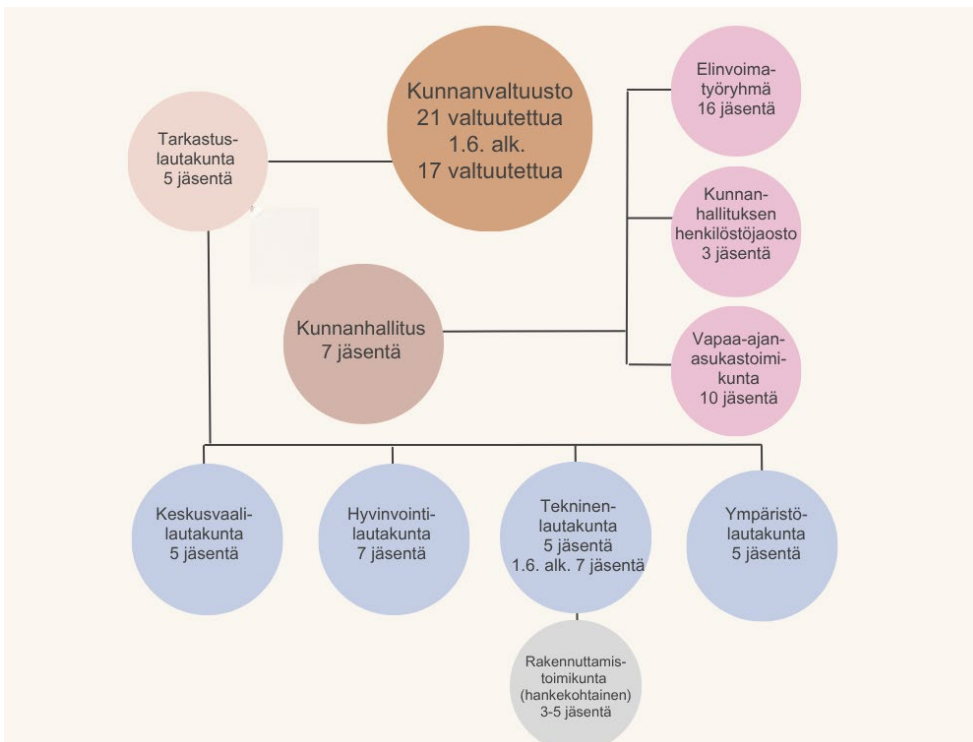 Kunnanvaltuusto
21 valtuutettua
1.6. alk.
17 valtuutettua
Tarkastus-
lautakunta
5 jäsentä
Elinvoima-
työryhmä
16 jäsentä
Kunnan-
hallituksen
henkilöstöjaosto
3 jäsentä
Kunnanhallitus
7 jäsentä
Vapaa-ajan-
asukastoimi-
kunta
10 jäsentä
Keskusvaali-
lautakunta
5 jäsentä
Hyvinvointi-
lautakunta
7 jäsentä
Tekninen-
lautakunta
5 jäsentä
1.6. alk. 7 jäsentä
Ympäristö-
lautakunta
5 jäsentä
Rakennuttamis-
toimikunta
(hankekohtainen)
3-5 jäsentä